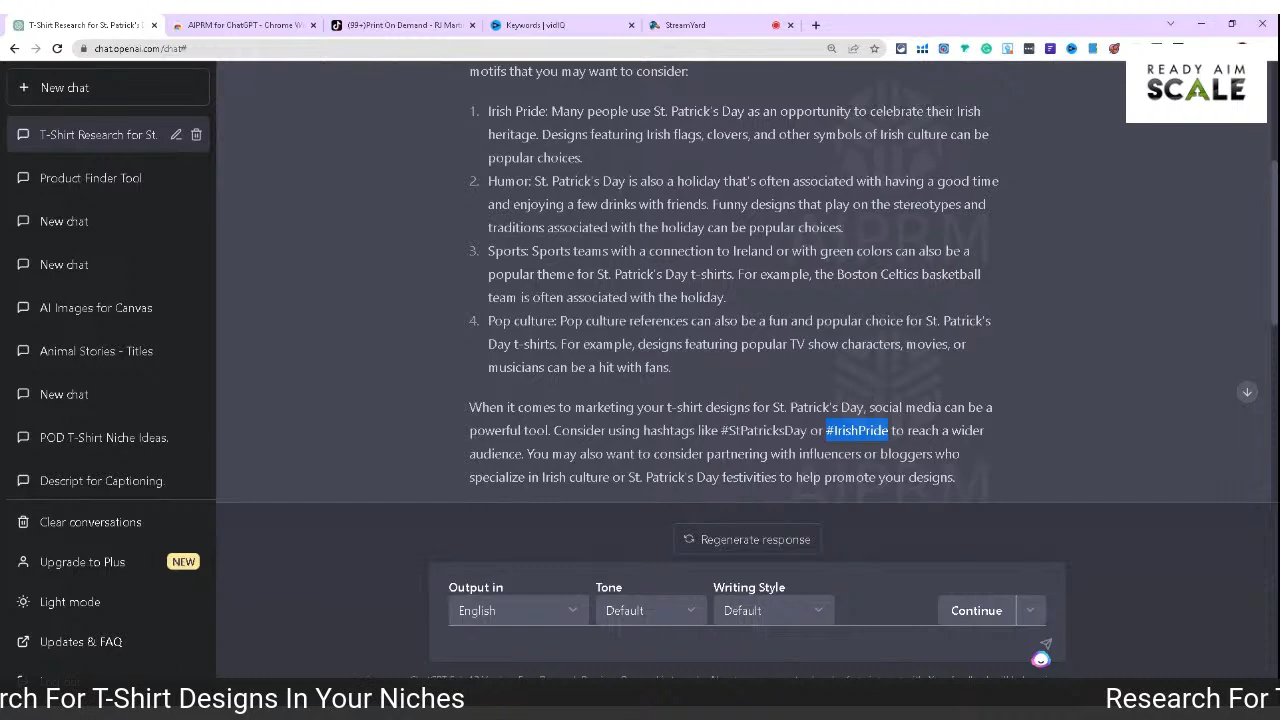 T-Shirt Research for St. Patrick's D
AIPRM for ChatGPT - Chrome W
(99+)Print On Demand - RJ Marti
Keywords | vidIQ
StreamYard
chat.openai.com/chat#
READY AIM
SCALE
New chat
T-Shirt Research for St.
Product Finder Tool
New chat
New chat
AI Images for Canvas
Animal Stories - Titles
New chat
POD T-Shirt Niche Ideas.
Descript for Captioning.
Clear conversations
Upgrade to Plus
NEW
Light mode
Updates & FAQ
motifs that you may want to consider:
1. Irish Pride: Many people use St. Patrick's Day as an opportunity to celebrate their Irish
heritage. Designs featuring Irish flags, clovers, and other symbols of Irish culture can be
popular choices.
2. Humor: St. Patrick's Day is also a holiday that's often associated with having a good time
and enjoying a few drinks with friends. Funny designs that play on the stereotypes and
traditions associated with the holiday can be popular choices.
3. Sports: Sports teams with a connection to Ireland or with green colors can also be a
popular theme for St. Patrick's Day t-shirts. For example, the Boston Celtics basketball
team is often associated with the holiday.
4. Pop culture: Pop culture references can also be a fun and popular choice for St. Patrick's
Day t-shirts. For example, designs featuring popular TV show characters, movies, or
musicians can be a hit with fans.
When it comes to marketing your t-shirt designs for St. Patrick's Day, social media can be a
powerful tool. Consider using hashtags like #StPatricksDay or #IrishPride to reach a wider
audience. You may also want to consider partnering with influencers or bloggers who
specialize in Irish culture or St. Patrick's Day festivities to help promote your designs.
AIPRM
AIPRM
Regenerate response
Output in
Tone
Writing Style
English
Default
Default
Continue
rch For T-Shirt Designs In Your Niches
Research For T